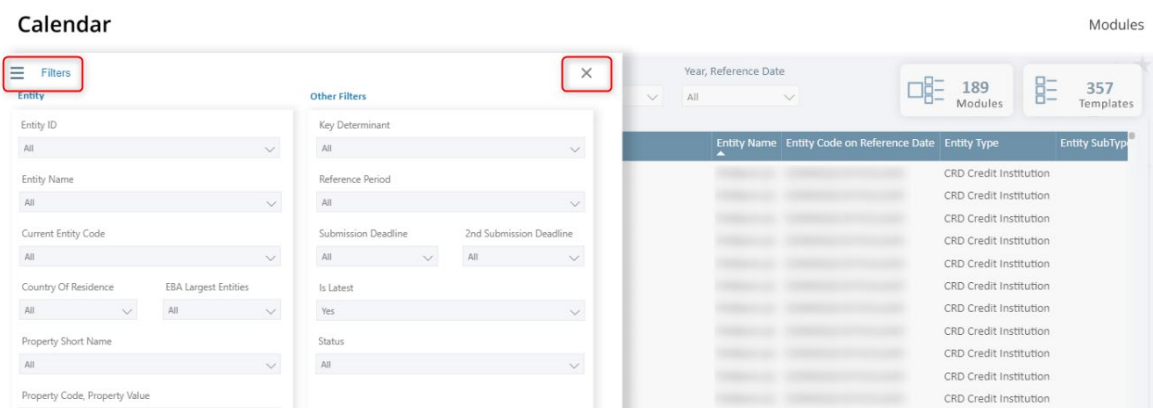 Calendar
Modules
Filters
Year, Reference Date
All
189
Modules
357
Templates
Entity
Other Filters
Entity ID
All
Key Determinant
All
Entity Name
All
Reference Period
All
Current Entity Code
All
Submission Deadline
All
2nd Submission Deadline
All
Country Of Residence
All
EBA Largest Entities
All
Is Latest
Yes
Property Short Name
All
Status
All
Property Code, Property Value
Entity Name Entity Code on Reference Date Entity Type Entity SubType
CRD Credit Institution
CRD Credit Institution
CRD Credit Institution
CRD Credit Institution
CRD Credit Institution
CRD Credit Institution
CRD Credit Institution
CRD Credit Institution
CRD Credit Institution
CRD Credit Institution
CRD Credit Institution